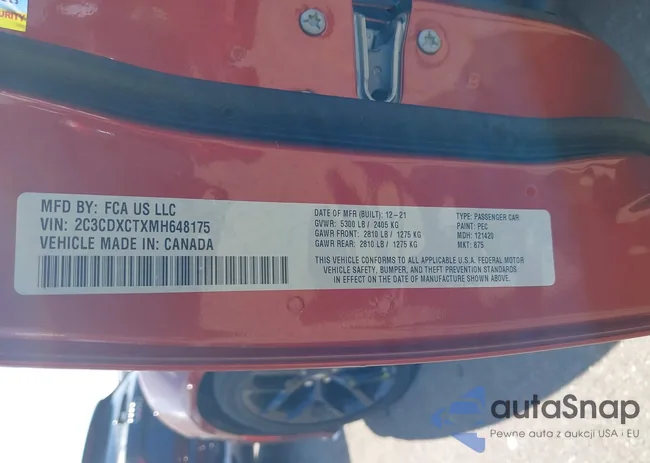 URITY
MFD BY: FCA US LLC
VIN: 2C3CDXCTXMH648175
VEHICLE MADE IN: CANADA
DATE OF MFR (BUILT): 12-21
GVWR: 5300 LB / 2405 KG
GAWR FRONT: 2810 LB / 1275 KG
GAWR REAR: 2810 LB / 1275 KG
TYPE: PASSENGER CAR
PAINT: PEC
MDH: 121420
MKT: 875
THIS VEHICLE CONFORMS TO ALL APPLICABLE U.S.A. FEDERAL MOTOR
VEHICLE SAFETY, BUMPER, AND THEFT PREVENTION STANDARDS
IN EFFECT ON THE DATE OF MANUFACTURE SHOWN ABOVE.
autaSnap
Pewne auta z aukcji USA i EU